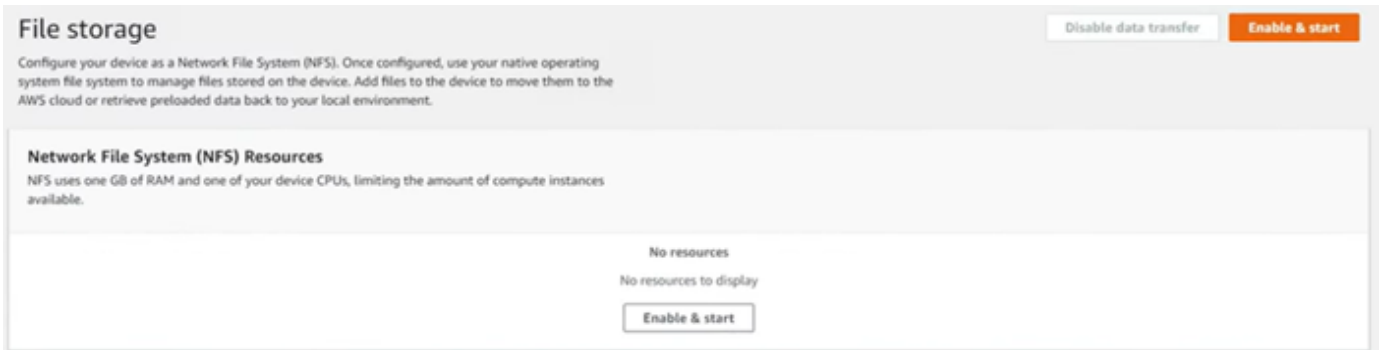 File storage
Disable data transfer
Enable & start
Configure your device as a Network File System (NFS). Once configured, use your native operating
system file system to manage files stored on the device. Add files to the device to move them to the
AWS cloud or retrieve preloaded data back to your local environment.
Network File System (NFS) Resources
NFS uses one GB of RAM and one of your device CPUs, limiting the amount of compute instances
available.
No resources
No resources to display
Enable & start